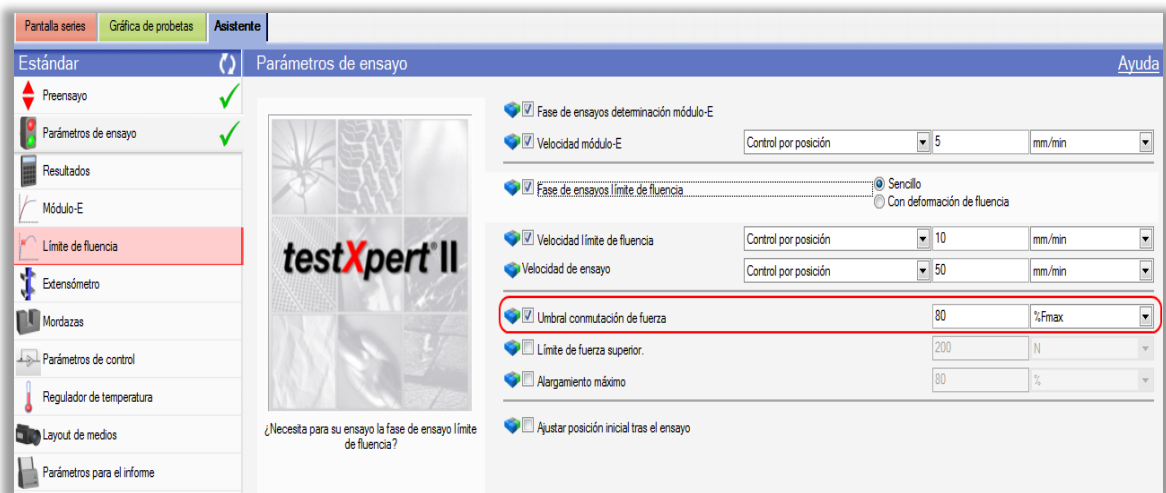 Pantalla series
Gráfica de probetas
Asistente
Estándar
Preensayo
Parámetros de ensayo
Resultados
Módulo-E
Límite de fluencia
Extensómetro
Mordazas
Parámetros de control
Regulador de temperatura
Layout de medios
Parámetros para el informe
Parámetros de ensayo
Ayuda
testXpert® II
¿Necesita para su ensayo la fase de ensayo límite
de fluencia?
Fase de ensayos determinación módulo-E
Velocidad módulo-E Control por posición 5 mm/min
Fase de ensayos límite de fluencia Sencillo
Con deformación de fluencia
Velocidad límite de fluencia Control por posición 10 mm/min
Velocidad de ensayo Control por posición 50 mm/min
Umbral conmutación de fuerza 80 %Fmax
Límite de fuerza superior. 200 N
Alargamiento máximo 80 %
Ajustar posición inicial tras el ensayo